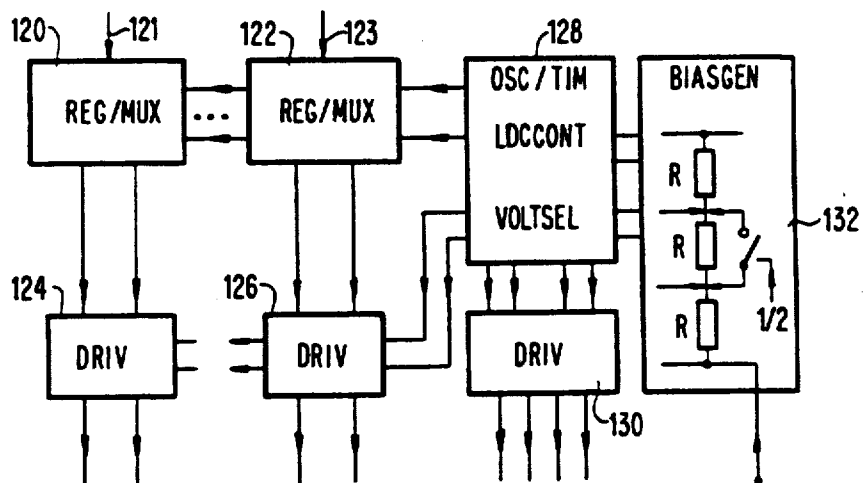 120
121
122
123
128
REG/MUX
...
REG/MUX
OSC/TIM
LDCCONT
VOLTSEL
BIASGEN
R
R
R
1/2
132
124
DRIV
126
DRIV
DRIV
130